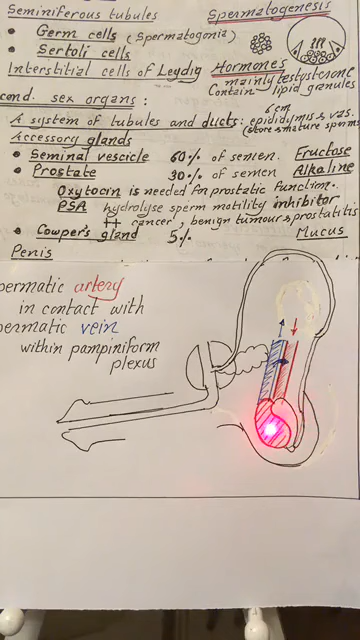 Seminiferous tubules Spermatogenesis
• Germ cells (Spermatogonia)
• Sertoli cells
Interstitial cells of Leydig Hormones
mainly testosterone
Contain lipid granules
cond. sex organs :
6 cm
A system of tubules and ducts: epididymis & vas.
(store & mature sperms
Accessory glands
• Seminal vescicle 60% of semen. Fructose
• Prostate 30% of semen Alkaline
Oxytocin is needed for prostatic function.
PSA hydrolyse sperm motility inhibitor
++ cancer, benign tumour & prostatitis
• Cowper's gland 5% Mucus
Penis
permatic artery
in contact with
permatic vein
within pampiniform
plexus